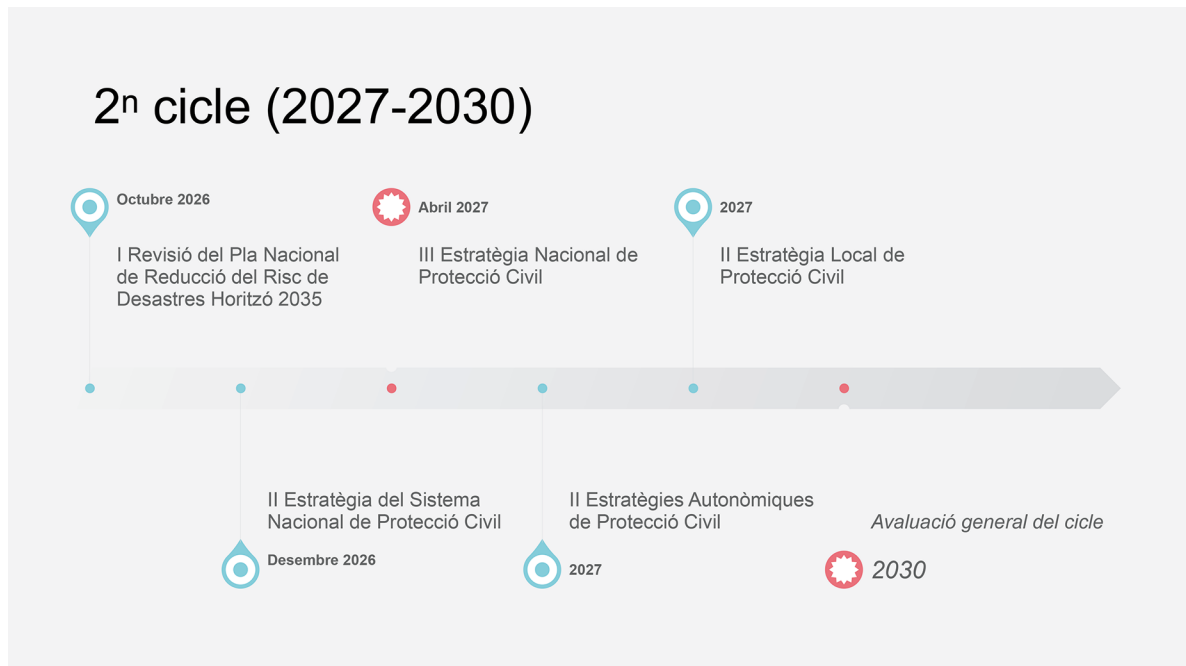 2ⁿ cicle (2027-2030)
Octubre 2026
I Revisió del Pla Nacional
de Reducció del Risc de
Desastres Horitzó 2035
Abril 2027
III Estratègia Nacional de
Protecció Civil
2027
II Estratègia Local de
Protecció Civil
II Estratègia del Sistema
Nacional de Protecció Civil
Desembre 2026
II Estratègies Autonòmiques
de Protecció Civil
2027
Avaluació general del cicle
2030